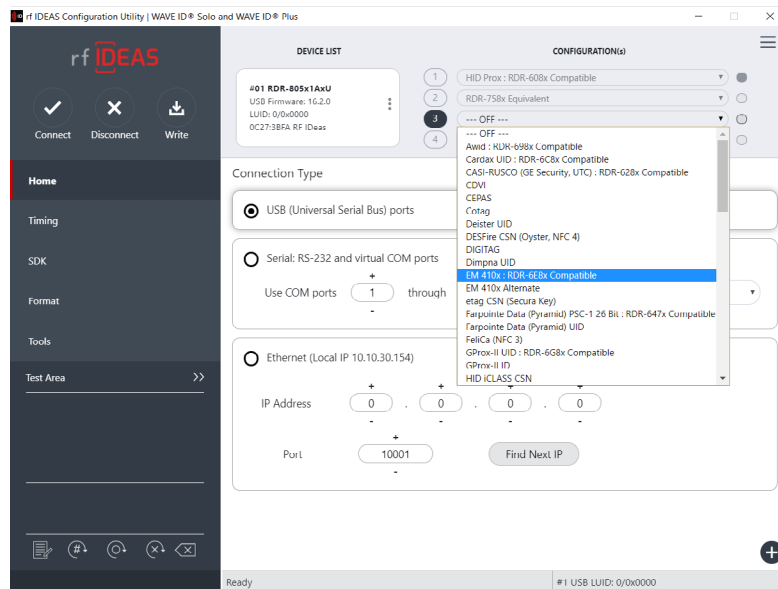 rf IDEAS Configuration Utility | WAVE ID® Solo and WAVE ID® Plus
rf IDEAS
Connect Disconnect Write
Home
Timing
SDK
Format
Tools
Test Area >>
DEVICE LIST
#01 RDR-805x1AxU
USB Firmware: 16.2.0
LUID: 0/0x0000
0C27:3BFA RF IDeas
CONFIGURATION(s)
1 HID Prox : RDR-608x Compatible
2 RDR-758x Equivalent
3 --- OFF ---
4
--- OFF ---
Awid : RDR-698x Compatible
Cardax UID : RDR-6C8x Compatible
CASI-RUSCO (GE Security, UTC) : RDR-628x Compatible
CDVI
CEPAS
Cotag
Deister UID
DESFire CSN (Oyster, NFC 4)
DIGITAG
Dimpna UID
EM 410x : RDR-6E8x Compatible
EM 410x Alternate
etag CSN (Secura Key)
Farpointe Data (Pyramid) PSC-1 26 Bit : RDR-647x Compatible
Farpointe Data (Pyramid) UID
FeliCa (NFC 3)
GProx-II UID : RDR-6G8x Compatible
GProx-II ID
HID iCLASS CSN
Connection Type
USB (Universal Serial Bus) ports
Serial: RS-232 and virtual COM ports
+
Use COM ports 1 through
-
Ethernet (Local IP 10.10.30.154)
+ + + +
IP Address 0 . 0 . 0 . 0
- - - -
+
Port 10001 Find Next IP
-
+
Ready #1 USB LUID: 0/0x0000